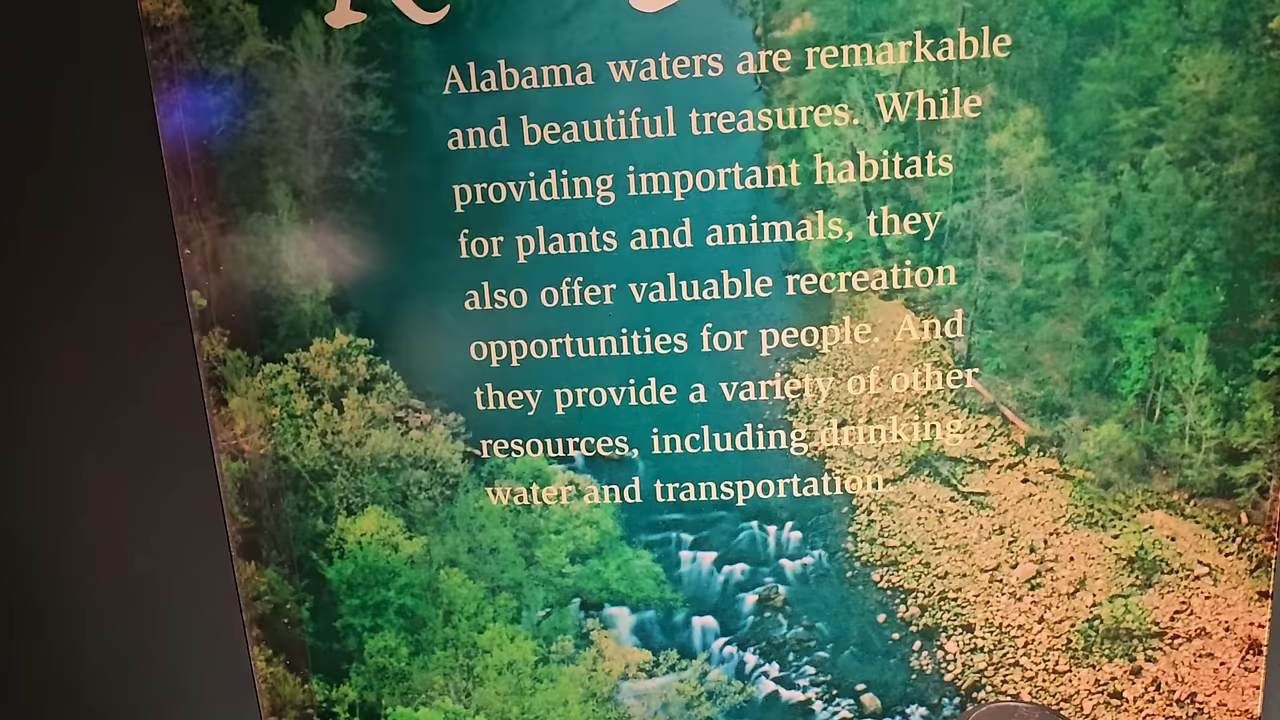 Alabama waters are remarkable
and beautiful treasures. While
providing important habitats
for plants and animals, they
also offer valuable recreation
opportunities for people. And
they provide a variety of other
resources, including drinking
water and transportation.